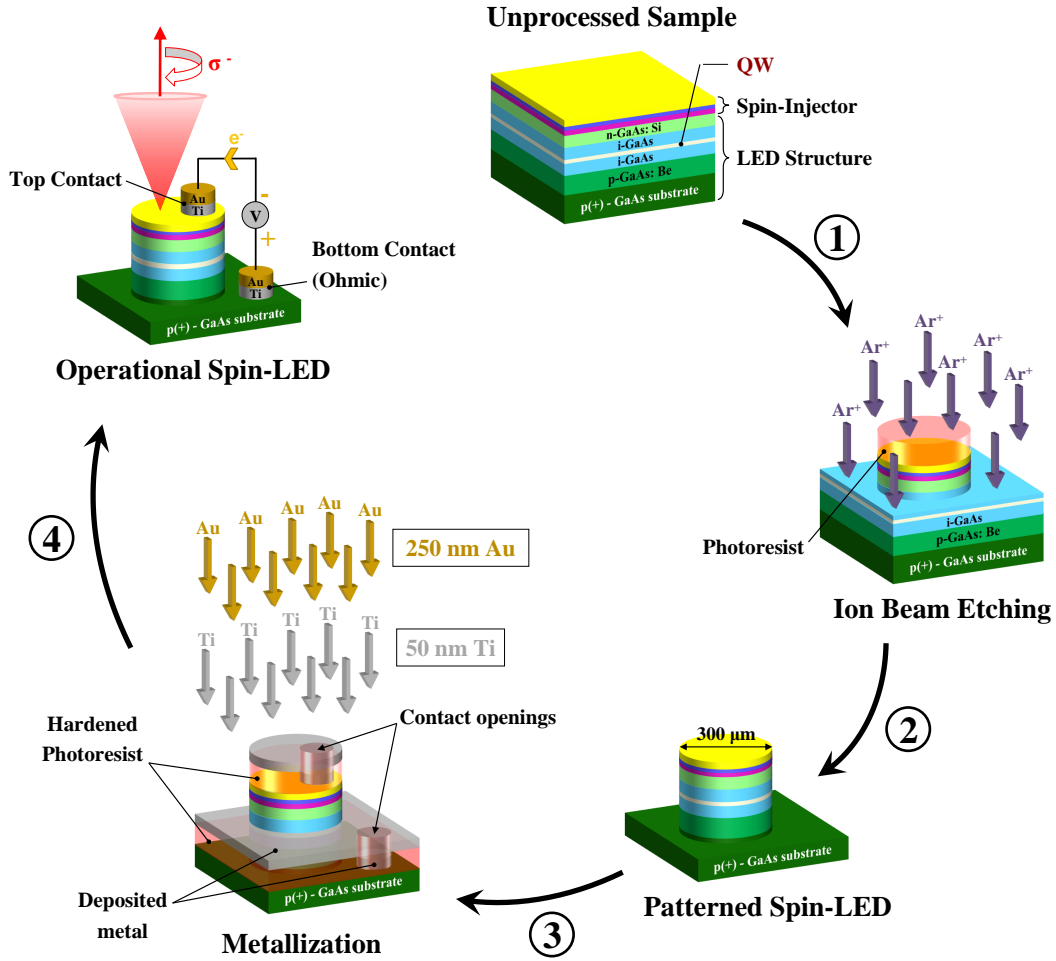 Unprocessed Sample
QW
Spin-Injector
n-GaAs: Si
i-GaAs
i-GaAs
LED Structure
p-GaAs: Be
p(+) - GaAs substrate
1
Ar+
Ar+
Ar+
Ar+
Ar+
Ar+
i-GaAs
p-GaAs: Be
p(+) - GaAs substrate
Photoresist
Ion Beam Etching
2
300 µm
p(+) - GaAs substrate
Patterned Spin-LED
3
Au Au Au Au Au
250 nm Au
Ti Ti Ti Ti Ti
50 nm Ti
Hardened
Photoresist
Contact openings
Deposited
metal
p(+) - GaAs substrate
Metallization
4
σ -
e-
Top Contact
Au
Ti
-
V
+
Bottom Contact
(Ohmic)
Au
Ti
p(+) - GaAs substrate
Operational Spin-LED